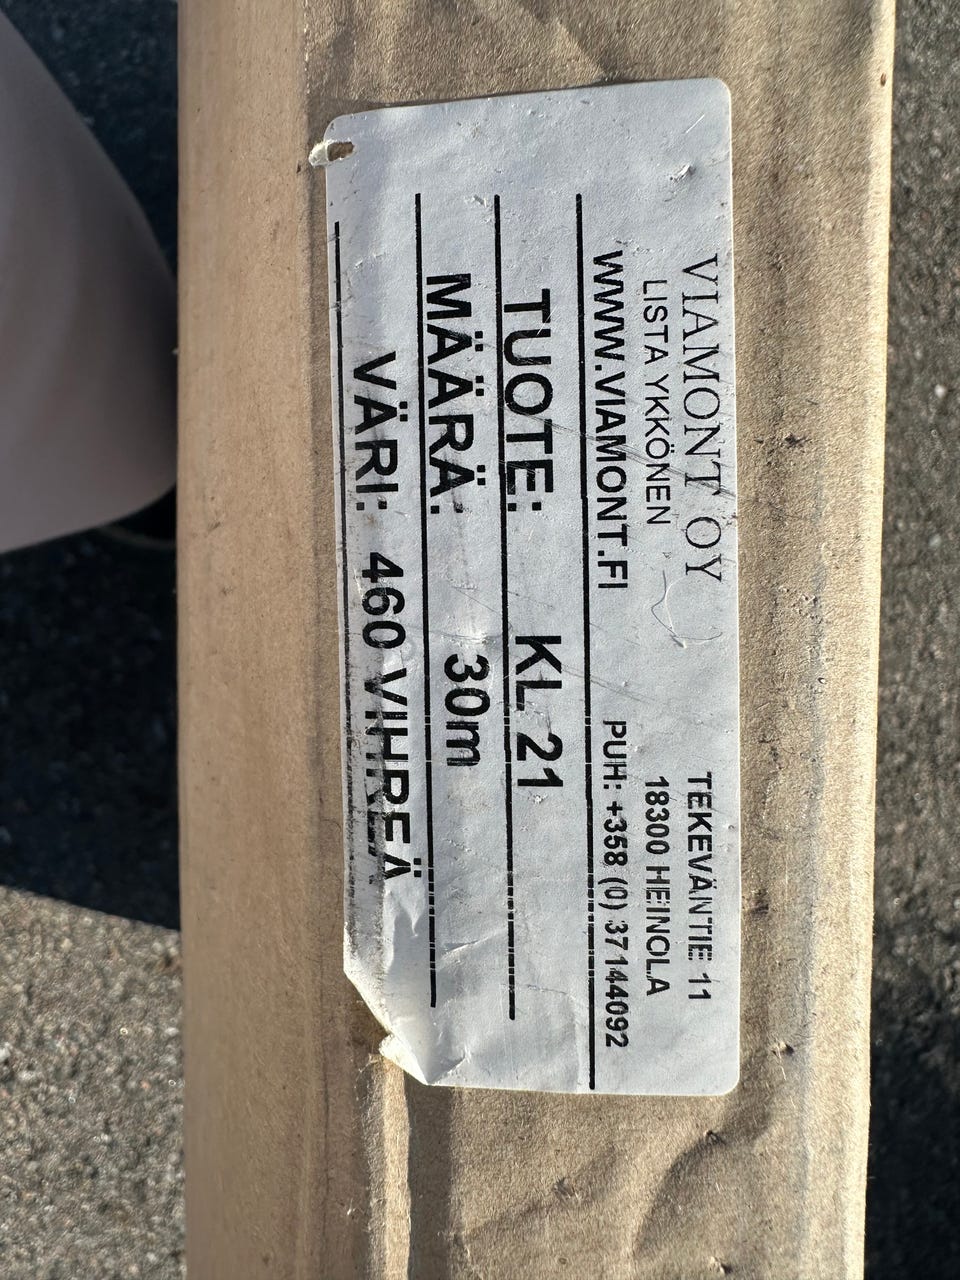 VIAMONT OY
TEKEVÄNTIE 11
LISTA YKKÖNEN
18300 HEINOLA
WWW.VIAMONT.FI
PUH: +358 (0) 37144092
TUOTE: KL 21
MÄÄRÄ: 30m
VÄRI: 460 VIHREÄ